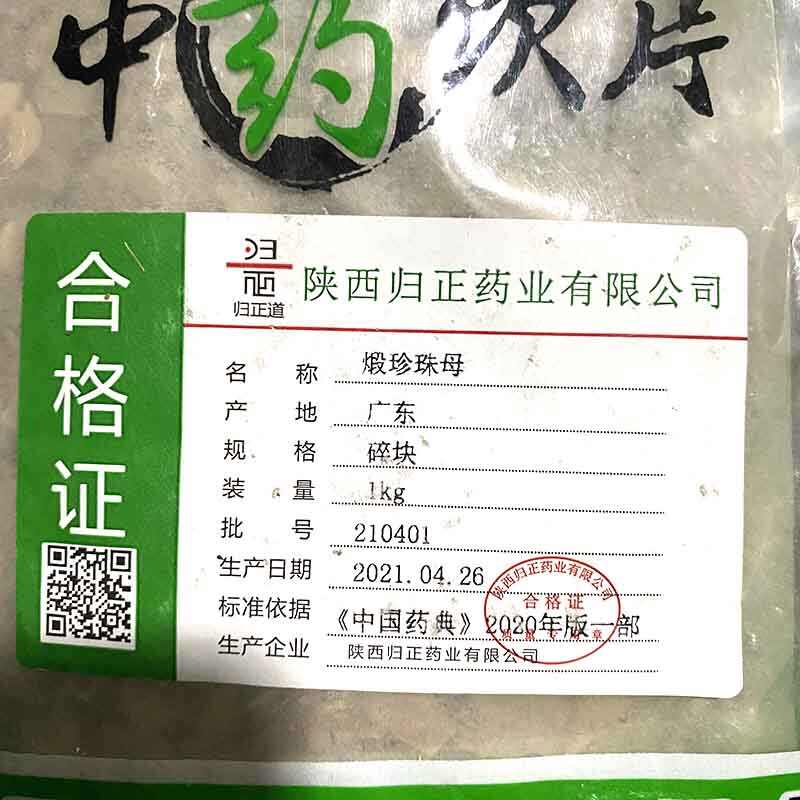 中药饮片
合格证
归正
归正道
陕西归正药业有限公司
名 称 煅珍珠母
产 地 广东
规 格 碎块
装 量 1kg
批 号 210401
生产日期 2021.04.26
标准依据 《中国药典》2020年版一部
生产企业 陕西归正药业有限公司
陕西归正药业有限公司
合格证